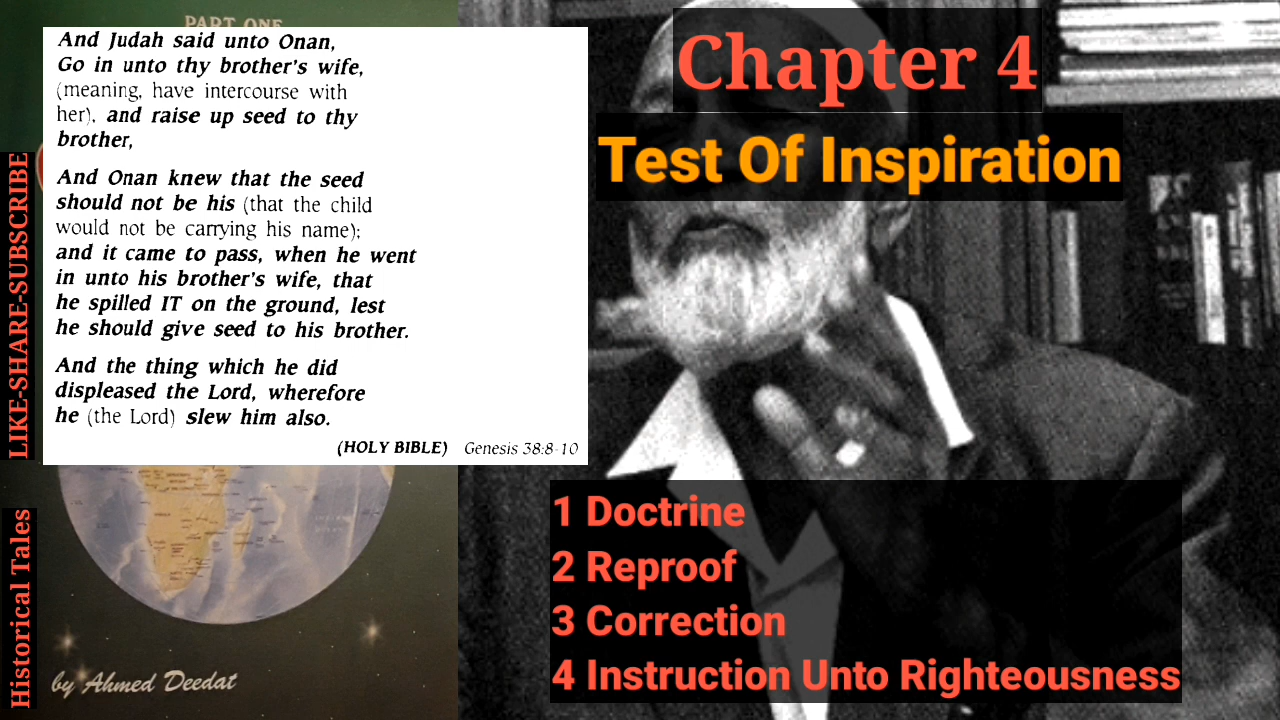 PART ONE
And Judah said unto Onan,
Go in unto thy brother's wife,
(meaning, have intercourse with
her), and raise up seed to thy
brother,
And Onan knew that the seed
should not be his (that the child
would not be carrying his name);
and it came to pass, when he went
in unto his brother's wife, that
he spilled IT on the ground, lest
he should give seed to his brother.
And the thing which he did
displeased the Lord, wherefore
he (the Lord) slew him also.
(HOLY BIBLE) Genesis 38:8-10
Chapter 4
Test Of Inspiration
1 Doctrine
2 Reproof
3 Correction
4 Instruction Unto Righteousness
LIKE-SHARE-SUBSCRIBE
Historical Tales
by Ahmed Deedat